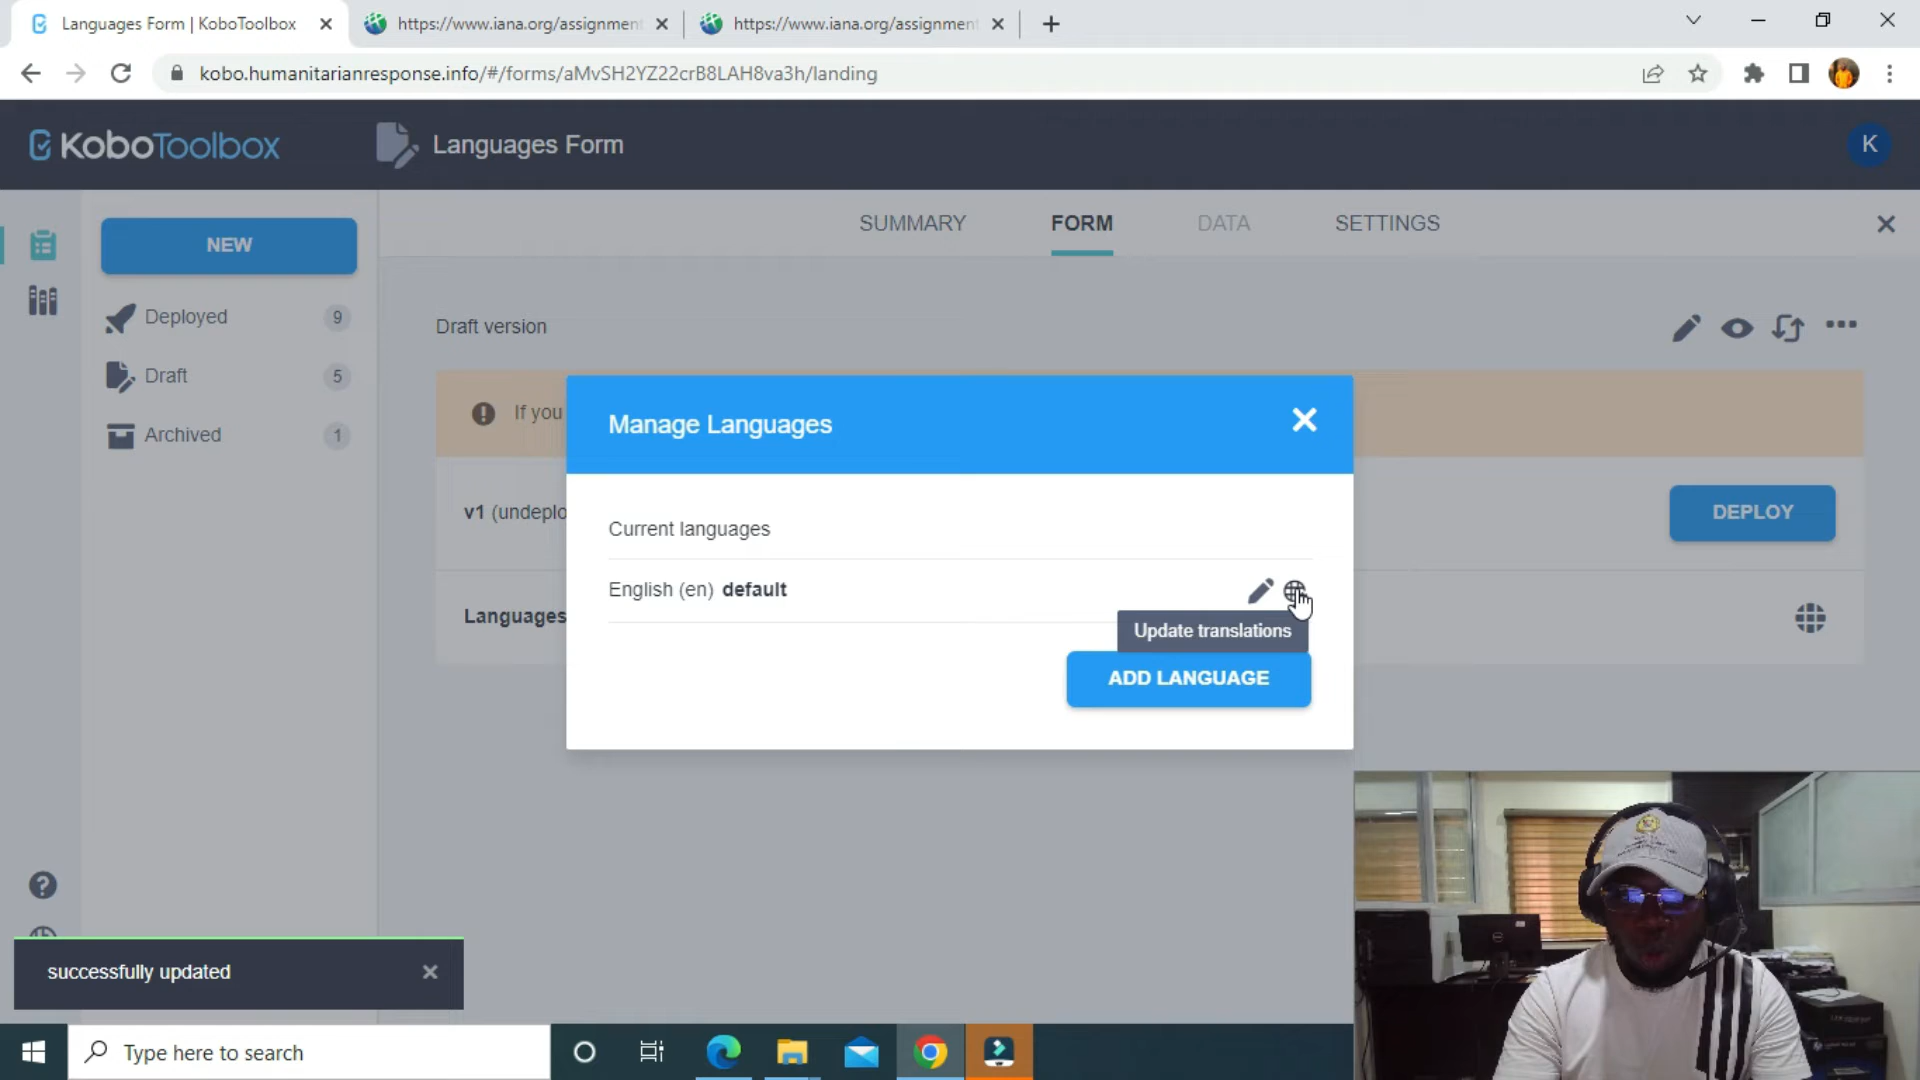 Languages Form | KoboToolbox
https://www.iana.org/assignment
https://www.iana.org/assignment
kobo.humanitarianresponse.info/#/forms/aMvSH2YZ22crB8LAH8va3h/landing
KoboToolbox
Languages Form
K
NEW
SUMMARY
FORM
DATA
SETTINGS
Deployed 9
Draft 5
Archived 1
Draft version
If you
v1 (undeplo
DEPLOY
Languages
Manage Languages
Current languages
English (en) default
Update translations
ADD LANGUAGE
successfully updated
Type here to search